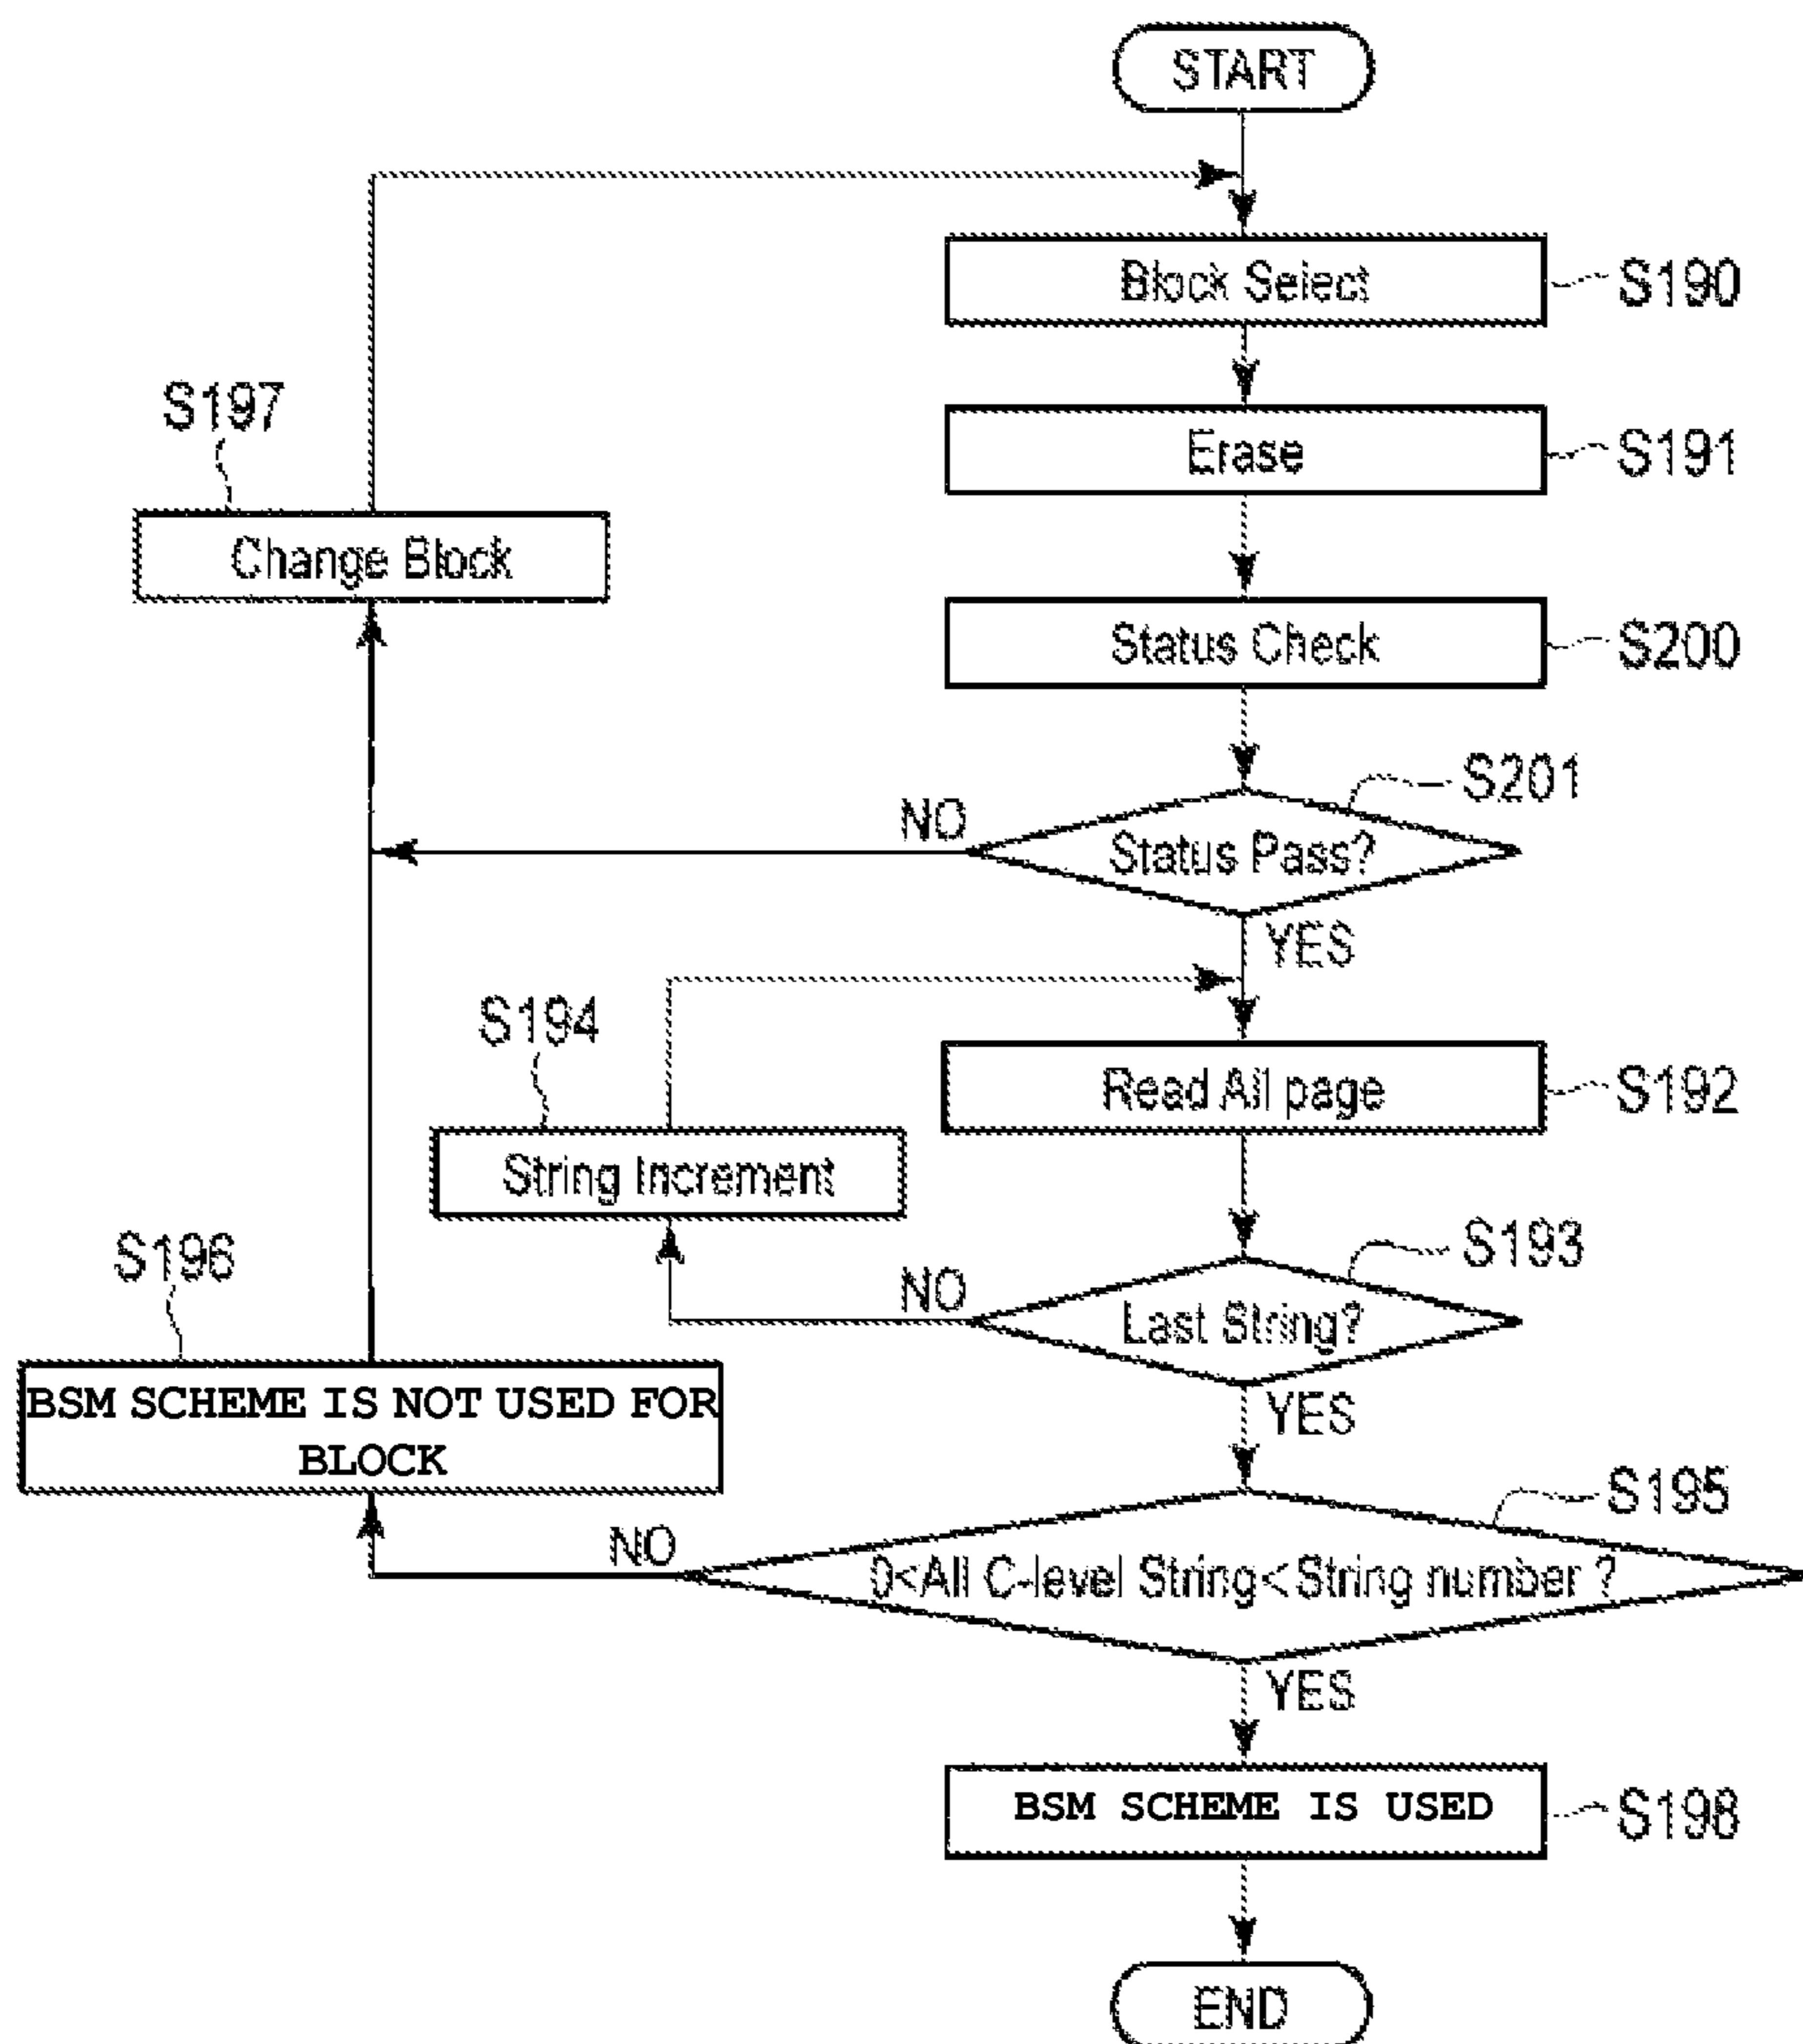 START
Block Select
S190
S197
Erase
S191
Change Block
Status Check
S200
S201
NO
Status Pass?
YES
S194
Read All page
S192
String Increment
S193
S196
NO
Last String?
BSM SCHEME IS NOT USED FOR
BLOCK
YES
S195
NO
0<All C-level String<String number ?
YES
BSM SCHEME IS USED
S198
END